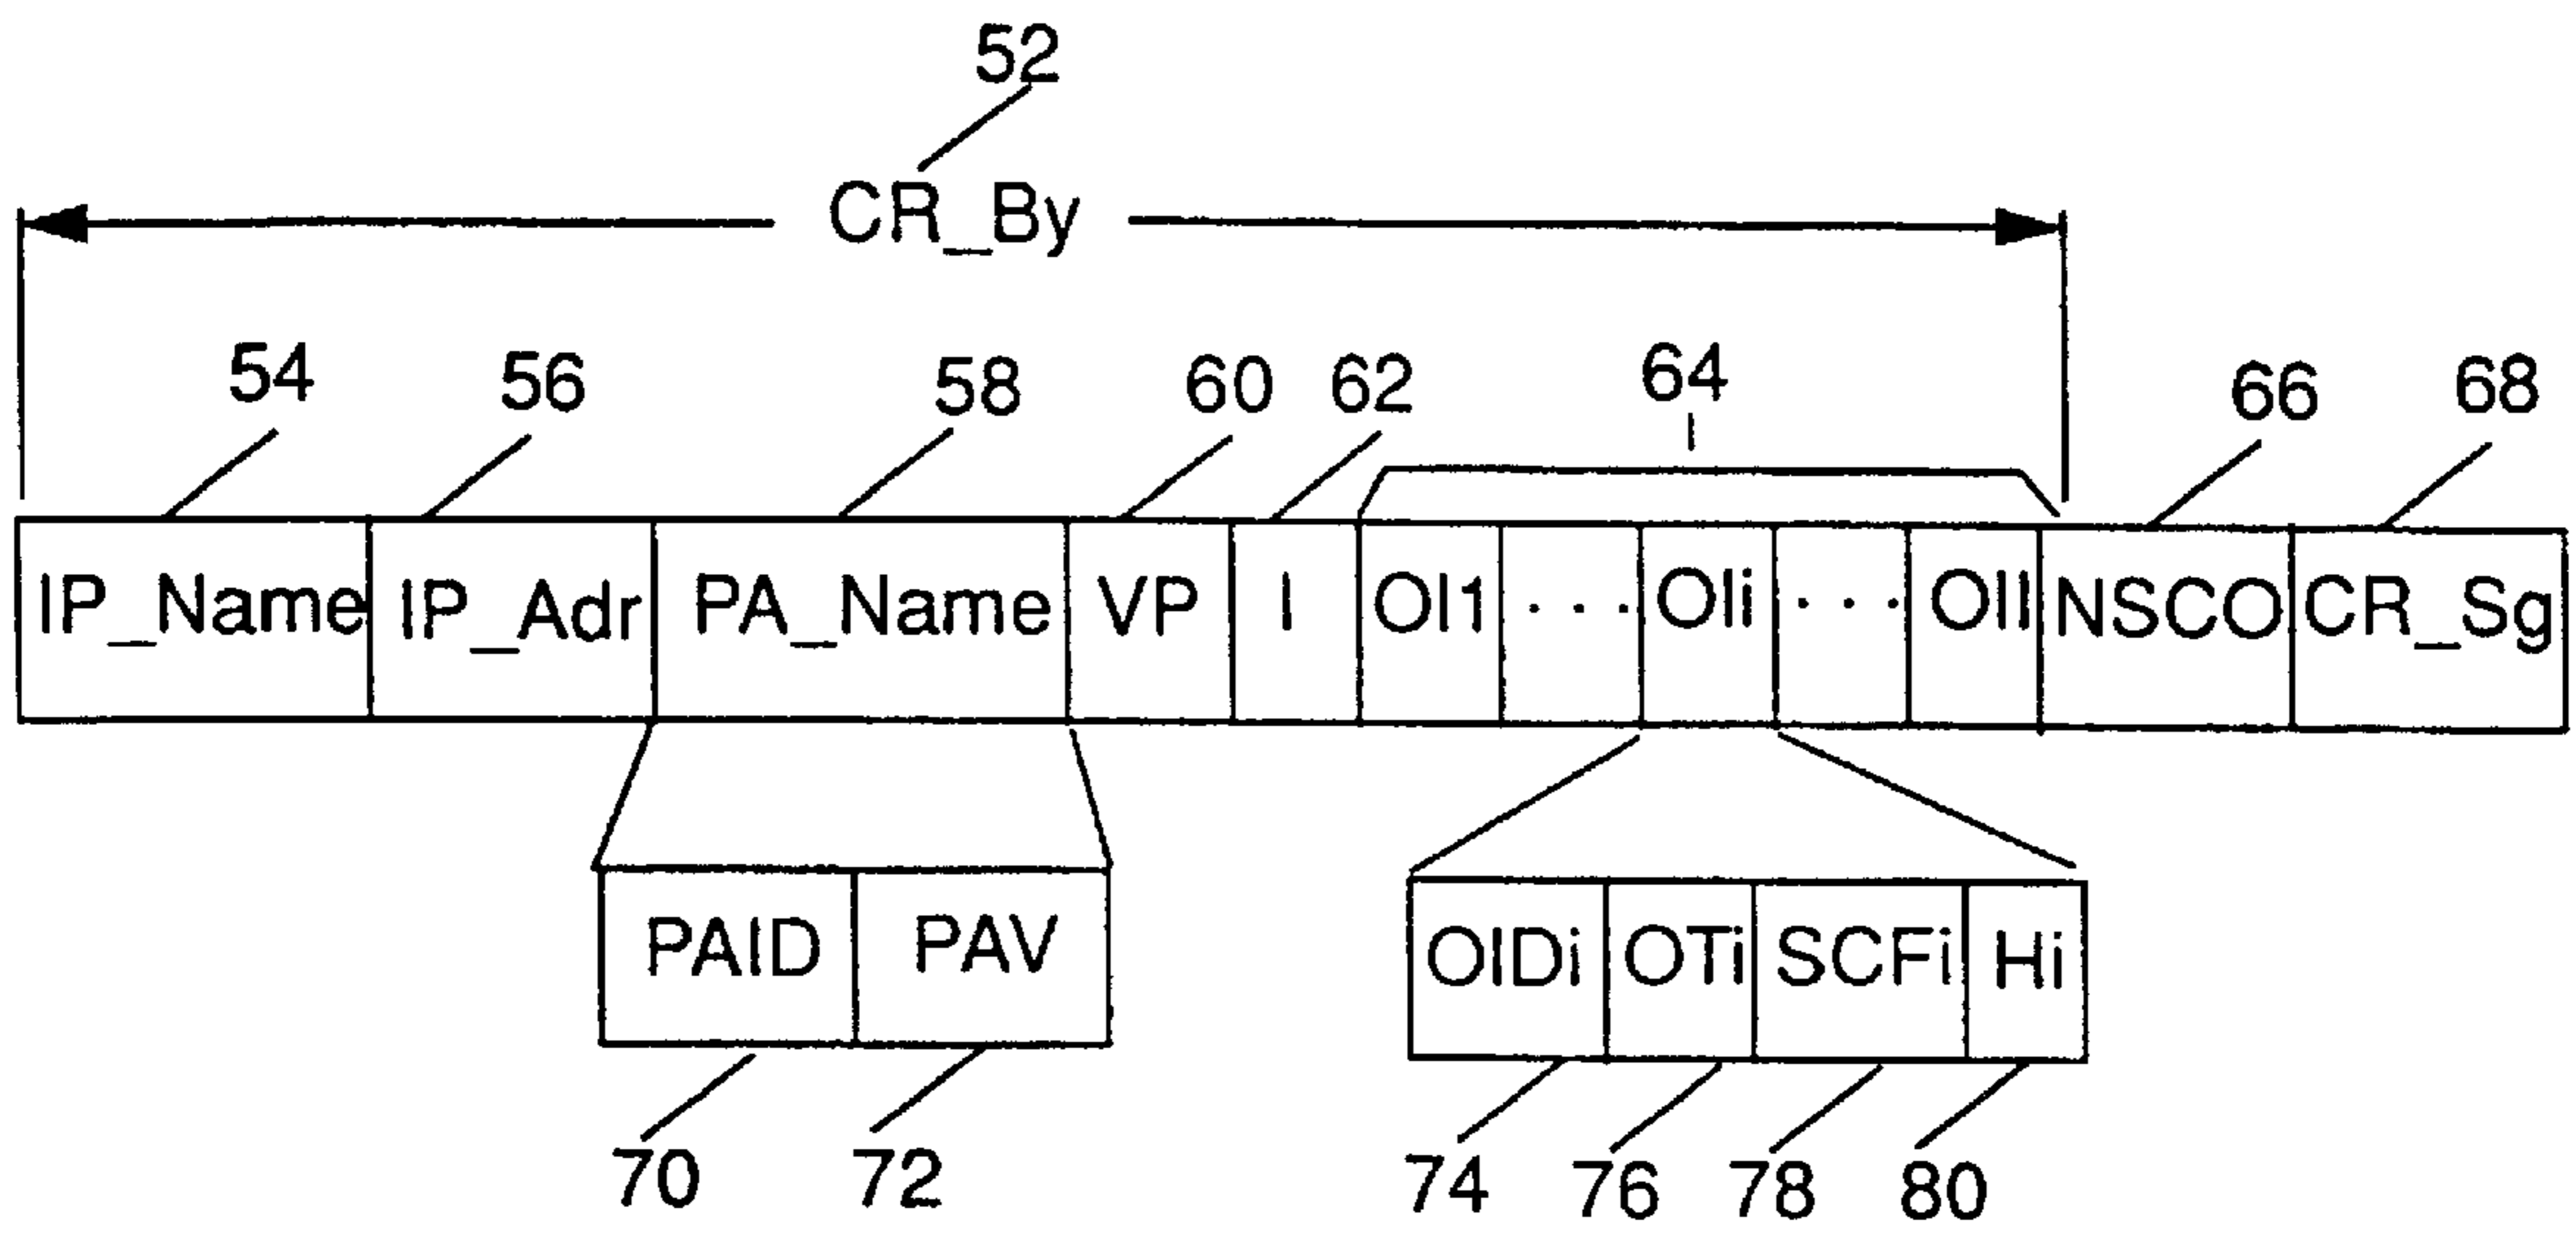 52
CR_By
54 56 58 60 62 64 66 68
IP_Name IP_Adr PA_Name VP I OI1 ... OIi ... OII NSCO CR_Sg
PAID PAV OIDi OTi SCFi Hi
70 72 74 76 78 80